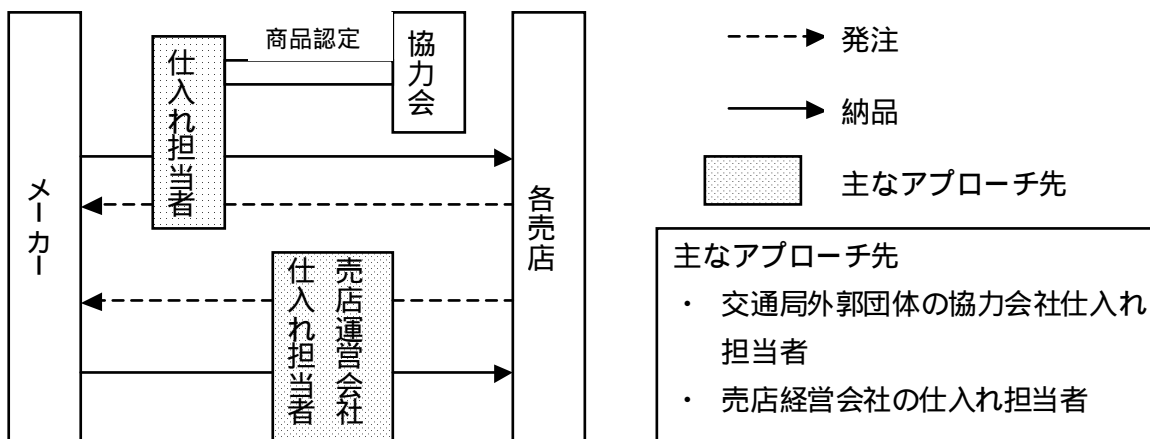 メーカー
仕入れ担当者
商品認定
協力会
売店運営会社
仕入れ担当者
各売店
発注
納品
主なアプローチ先
主なアプローチ先
・ 交通局外郭団体の協力会社仕入れ
担当者
・ 売店経営会社の仕入れ担当者